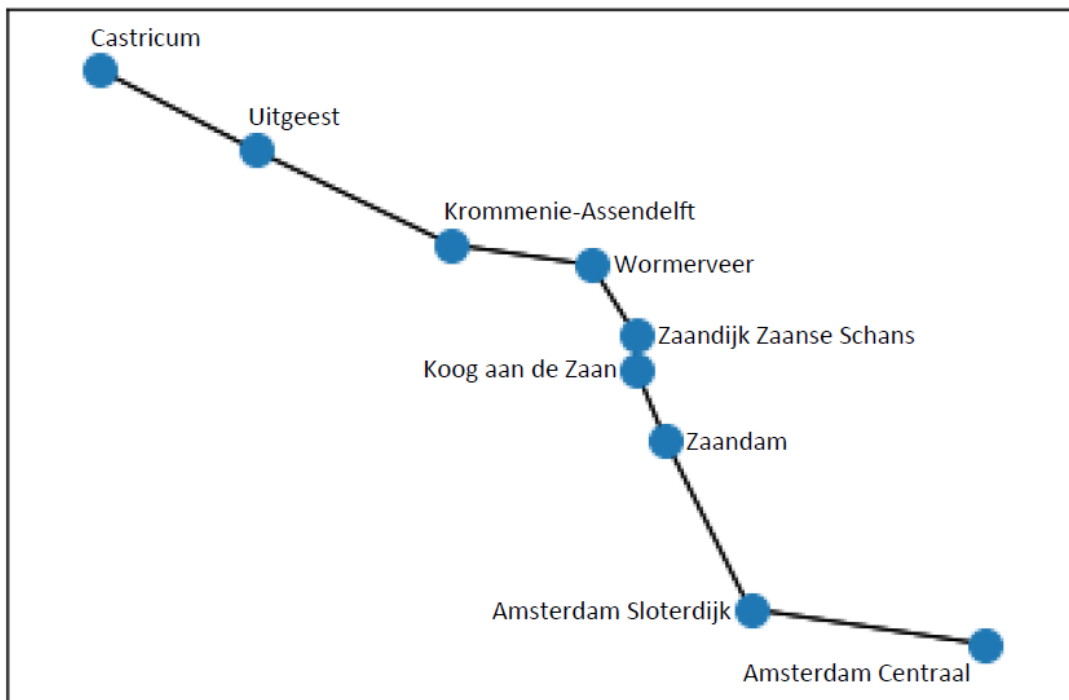 Castricum
Uitgeest
Krommenie-Assendelft
Wormerveer
Zaandijk Zaanse Schans
Koog aan de Zaan
Zaandam
Amsterdam Sloterdijk
Amsterdam Centraal